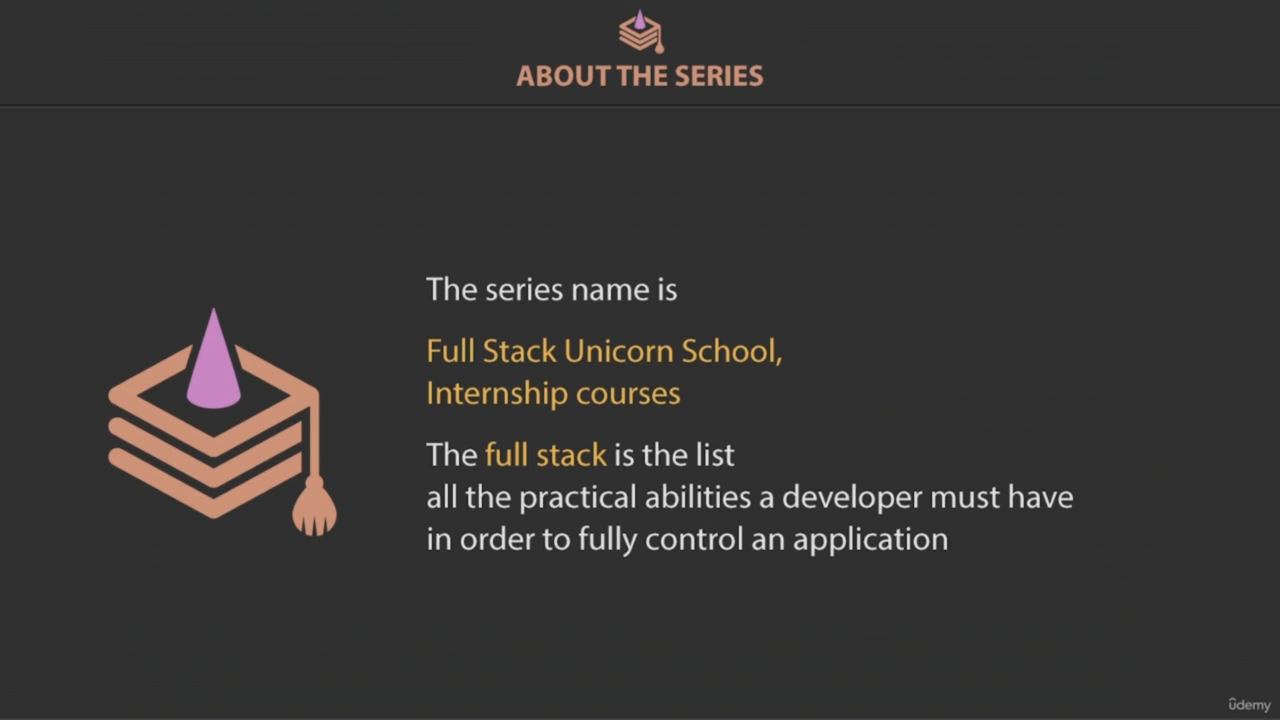 ABOUT THE SERIES
The series name is
Full Stack Unicorn School,
Internship courses
The full stack is the list
all the practical abilities a developer must have
in order to fully control an application
ûdemy